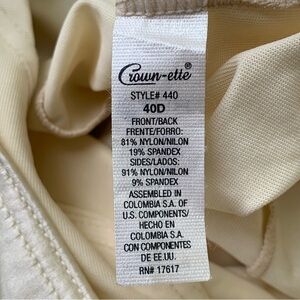 Crown-ette®
STYLE# 440
40D
FRONT/BACK
FRENTE/FORRO:
81% NYLON/NILON
19% SPANDEX
SIDES/LADOS:
91% NYLON/NILON
9% SPANDEX
ASSEMBLED IN
COLOMBIA S.A. OF
U.S. COMPONENTS/
HECHO EN
COLOMBIA S.A.
CON COMPONENTES
DE EE.UU.
RN# 17617